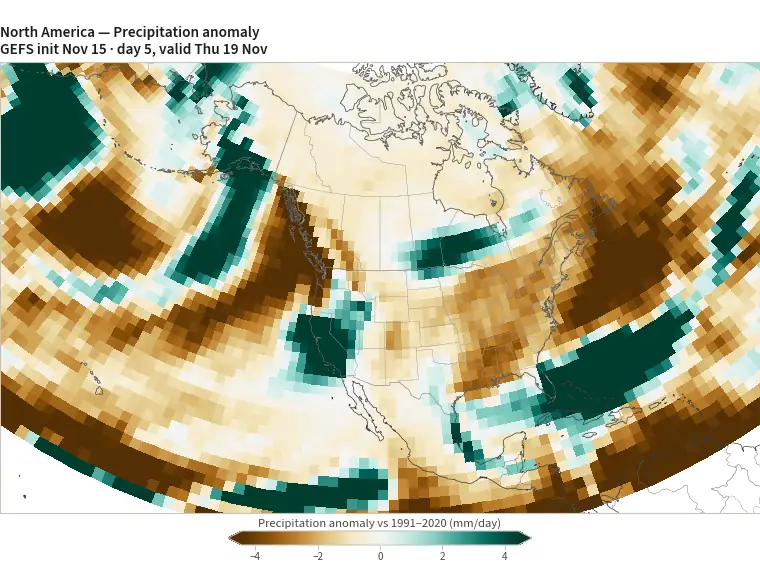 North America — Precipitation anomaly
GEFS init Nov 15 · day 5, valid Thu 19 Nov
Precipitation anomaly vs 1991–2020 (mm/day)
−4 −2 0 2 4